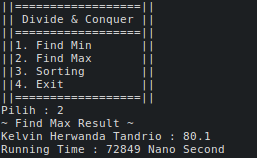 ||==================||
|| Divide & Conquer ||
||==================||
||1. Find Min       ||
||2. Find Max       ||
||3. Sorting        ||
||4. Exit           ||
||==================||
Pilih : 2
~ Find Max Result ~
Kelvin Herwanda Tandrio : 80.1
Running Time : 72849 Nano Second